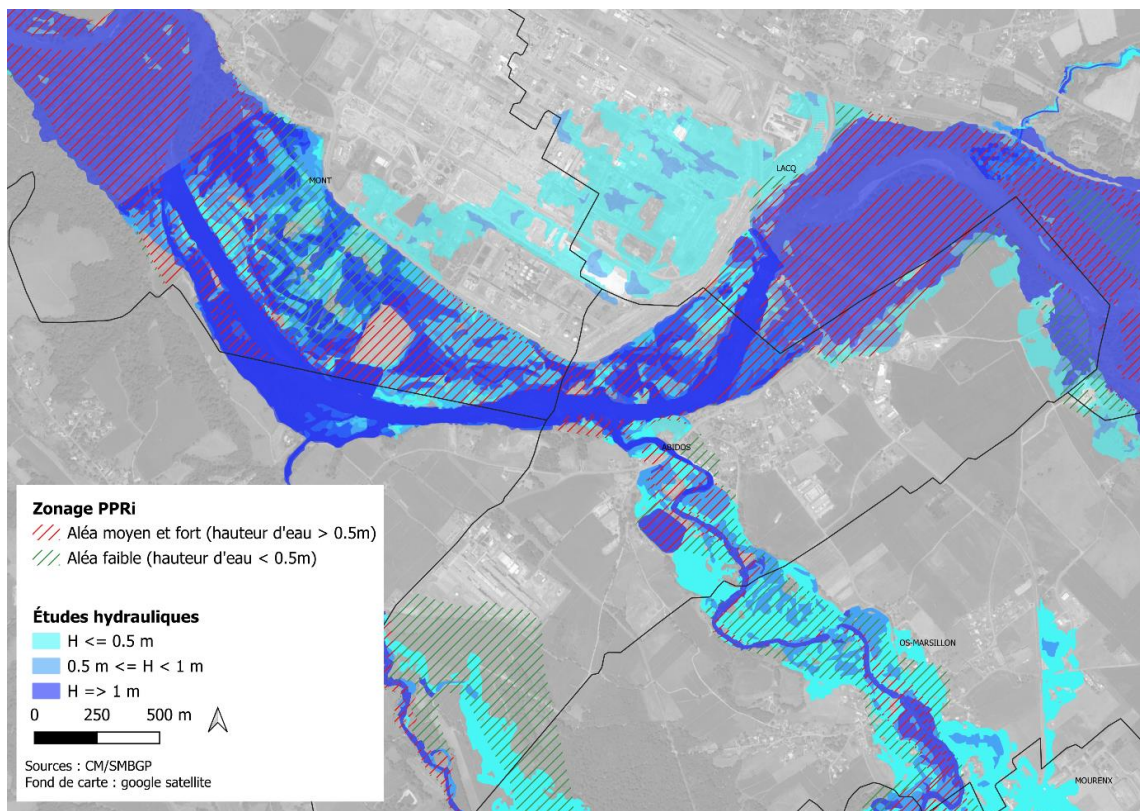 MONT
LACQ
ABIDOS
OS-MARSILLON
MOURENX
Zonage PPRi
Aléa moyen et fort (hauteur d'eau > 0.5m)
Aléa faible (hauteur d'eau < 0.5m)
Études hydrauliques
H <= 0.5 m
0.5 m <= H < 1 m
H => 1 m
0 250 500 m
Sources : CM/SMBGP
Fond de carte : google satellite